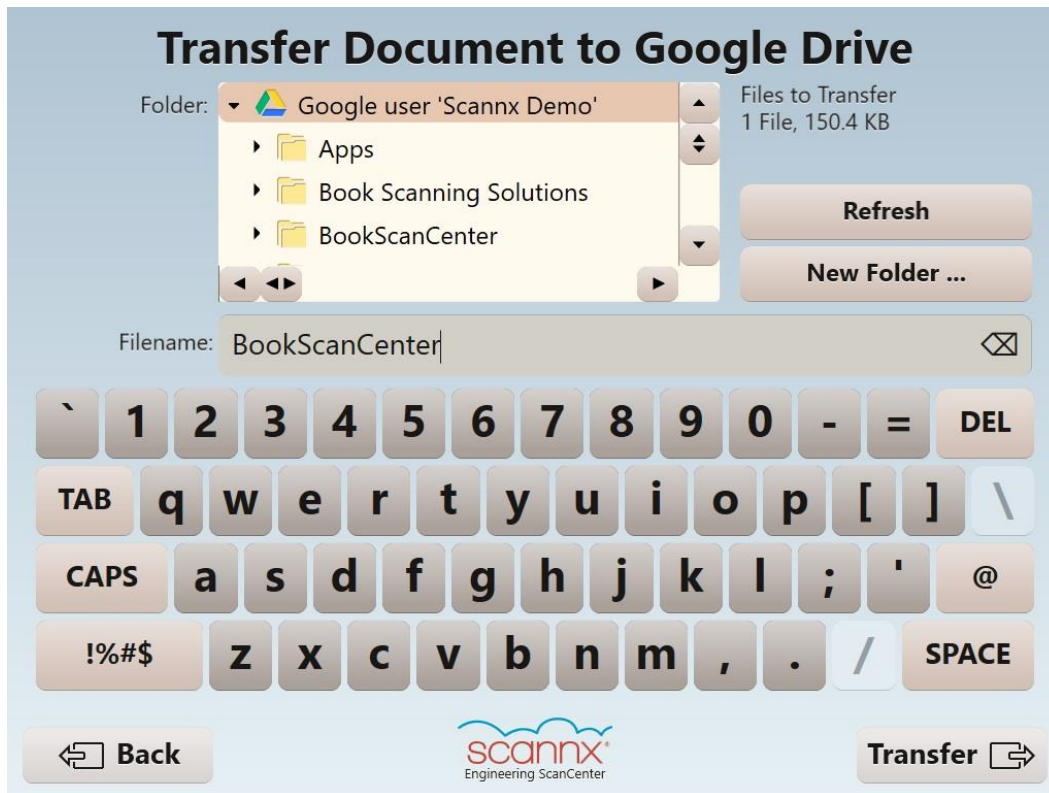 Transfer Document to Google Drive
Folder:
Google user 'Scannx Demo'
Apps
Book Scanning Solutions
BookScanCenter
Files to Transfer
1 File, 150.4 KB
Refresh
New Folder ...
Filename:
BookScanCenter
` 1 2 3 4 5 6 7 8 9 0 - = DEL
TAB q w e r t y u i o p [ ] \
CAPS a s d f g h j k l ; ' @
!%#$ z x c v b n m , . / SPACE
Back
scannx®
Engineering ScanCenter
Transfer